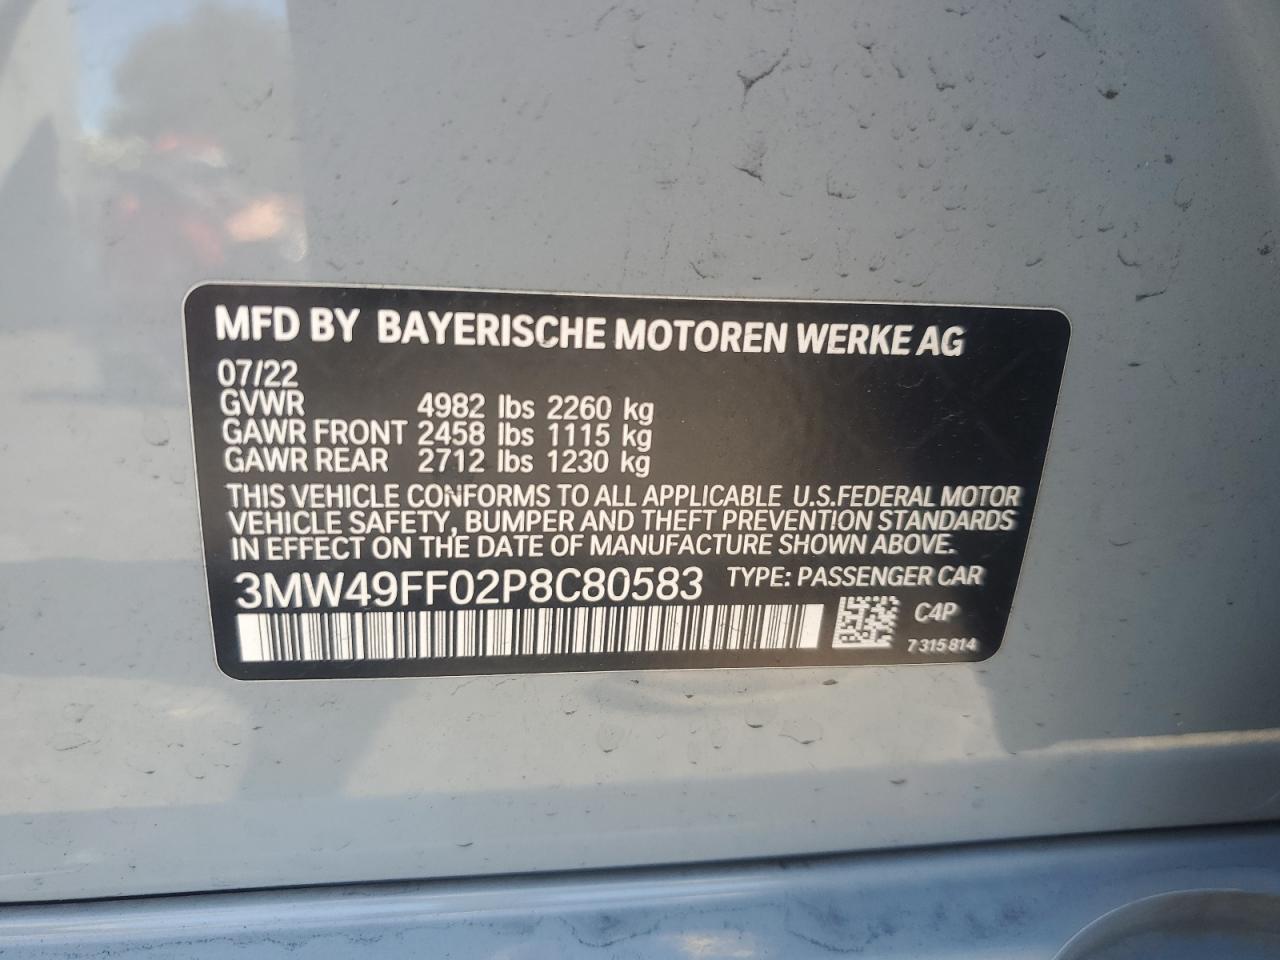 MFD BY BAYERISCHE MOTOREN WERKE AG
07/22
GVWR 4982 lbs 2260 kg
GAWR FRONT 2458 lbs 1115 kg
GAWR REAR 2712 lbs 1230 kg
THIS VEHICLE CONFORMS TO ALL APPLICABLE U.S.FEDERAL MOTOR
VEHICLE SAFETY, BUMPER AND THEFT PREVENTION STANDARDS
IN EFFECT ON THE DATE OF MANUFACTURE SHOWN ABOVE.
3MW49FF02P8C80583 TYPE: PASSENGER CAR
C4P
7 315 814